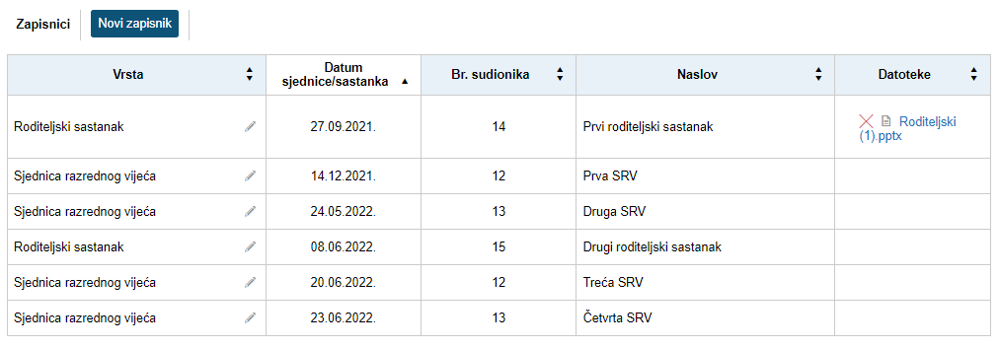 Zapisnici Novi zapisnik
Vrsta Datum sjednice/sastanka Br. sudionika Naslov Datoteke
Roditeljski sastanak 27.09.2021. 14 Prvi roditeljski sastanak Roditeljski (1).pptx
Sjednica razrednog vijeća 14.12.2021. 12 Prva SRV
Sjednica razrednog vijeća 24.05.2022. 13 Druga SRV
Roditeljski sastanak 08.06.2022. 15 Drugi roditeljski sastanak
Sjednica razrednog vijeća 20.06.2022. 12 Treća SRV
Sjednica razrednog vijeća 23.06.2022. 13 Četvrta SRV